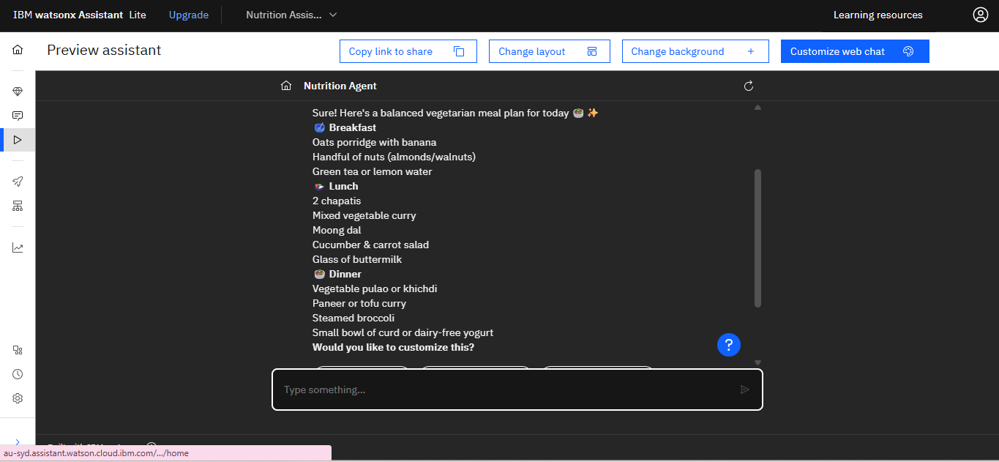 IBM watsonx Assistant Lite Upgrade Nutrition Assis... Learning resources
Preview assistant Copy link to share Change layout Change background + Customize web chat
Nutrition Agent
Sure! Here's a balanced vegetarian meal plan for today 🥗 ✨
🥣 Breakfast
Oats porridge with banana
Handful of nuts (almonds/walnuts)
Green tea or lemon water
🍛 Lunch
2 chapatis
Mixed vegetable curry
Moong dal
Cucumber & carrot salad
Glass of buttermilk
🥗 Dinner
Vegetable pulao or khichdi
Paneer or tofu curry
Steamed broccoli
Small bowl of curd or dairy-free yogurt
Would you like to customize this?
?
Type something...
au-syd.assistant.watson.cloud.ibm.com/.../home